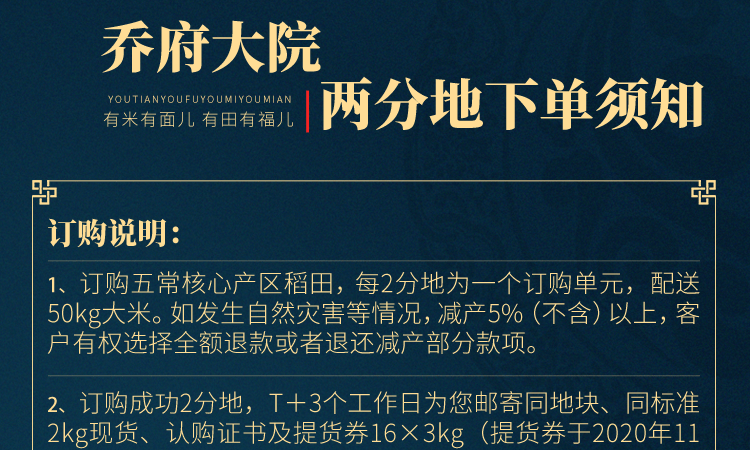 乔府大院
YOUTIANYOUFUYOUMIYOUMIAN
有米有面儿 有田有福儿
两分地下单须知
订购说明：
1、订购五常核心产区稻田，每2分地为一个订购单元，配送
50kg大米。如发生自然灾害等情况，减产5%（不含）以上，客
户有权选择全额退款或者退还减产部分款项。
2、订购成功2分地，T＋3个工作日为您邮寄同地块、同标准
2kg现货、认购证书及提货券16×3kg（提货券于2020年11